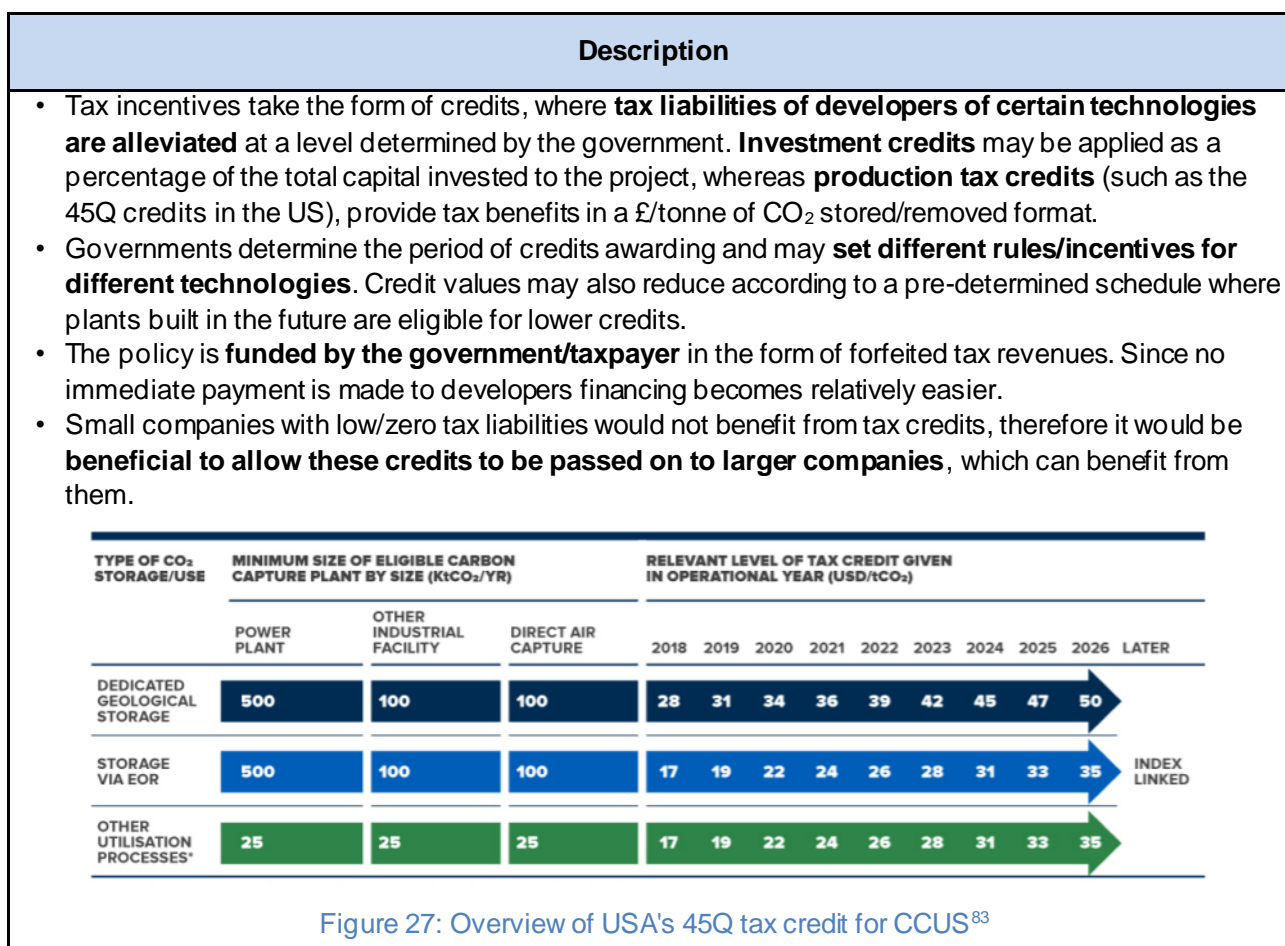 Description
• Tax incentives take the form of credits, where tax liabilities of developers of certain technologies
are alleviated at a level determined by the government. Investment credits may be applied as a
percentage of the total capital invested to the project, whereas production tax credits (such as the
45Q credits in the US), provide tax benefits in a £/tonne of CO₂ stored/removed format.
• Governments determine the period of credits awarding and may set different rules/incentives for
different technologies. Credit values may also reduce according to a pre-determined schedule where
plants built in the future are eligible for lower credits.
• The policy is funded by the government/taxpayer in the form of forfeited tax revenues. Since no
immediate payment is made to developers financing becomes relatively easier.
• Small companies with low/zero tax liabilities would not benefit from tax credits, therefore it would be
beneficial to allow these credits to be passed on to larger companies, which can benefit from
them.
TYPE OF CO₂
STORAGE/USE
MINIMUM SIZE OF ELIGIBLE CARBON
CAPTURE PLANT BY SIZE (KtCO₂/YR)
RELEVANT LEVEL OF TAX CREDIT GIVEN
IN OPERATIONAL YEAR (USD/tCO₂)
POWER
PLANT
OTHER
INDUSTRIAL
FACILITY
DIRECT AIR
CAPTURE
2018 2019 2020 2021 2022 2023 2024 2025 2026 LATER
DEDICATED
GEOLOGICAL
STORAGE
500 100 100 28 31 34 36 39 42 45 47 50
STORAGE
VIA EOR
500 100 100 17 19 22 24 26 28 31 33 35
INDEX
LINKED
OTHER
UTILISATION
PROCESSES*
25 25 25 17 19 22 24 26 28 31 33 35
Figure 27: Overview of USA's 45Q tax credit for CCUS⁸³